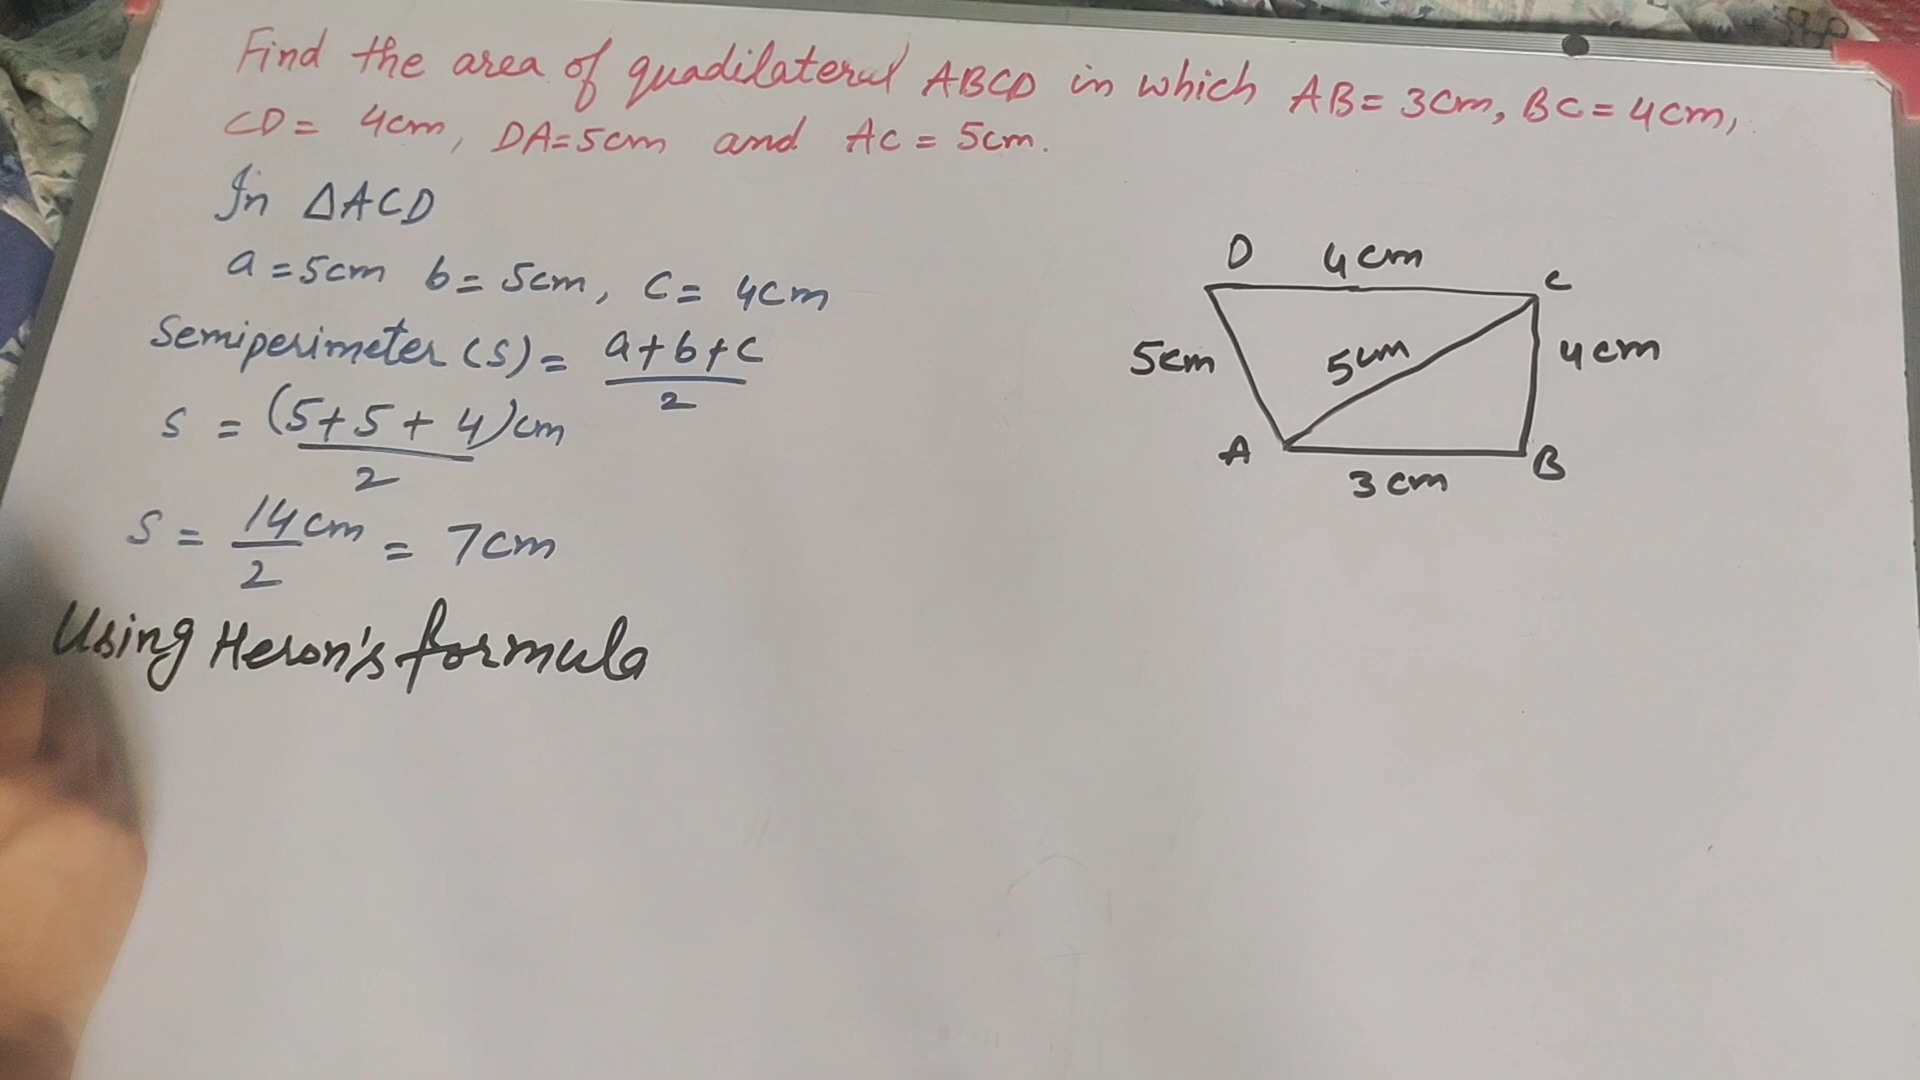 Find the area of quadilaterul ABCD in which AB = 3cm, BC = 4cm,
CD = 4cm, DA = 5cm and AC = 5cm.
In ΔACD
a = 5cm b = 5cm, c = 4cm
Semiperimeter (s) = a+b+c
2
s = (5+5+4)cm
2
s = 14cm = 7cm
2
Using Heron's formula
D 4cm C
5cm 5cm 4cm
A B
3cm